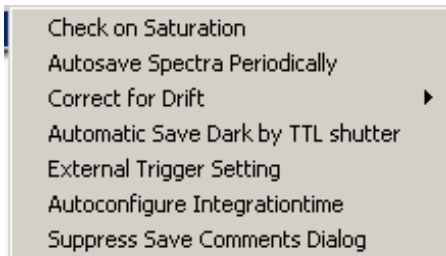 Check on Saturation
Autosave Spectra Periodically
Correct for Drift
Automatic Save Dark by TTL shutter
External Trigger Setting
Autoconfigure Integrationtime
Suppress Save Comments Dialog